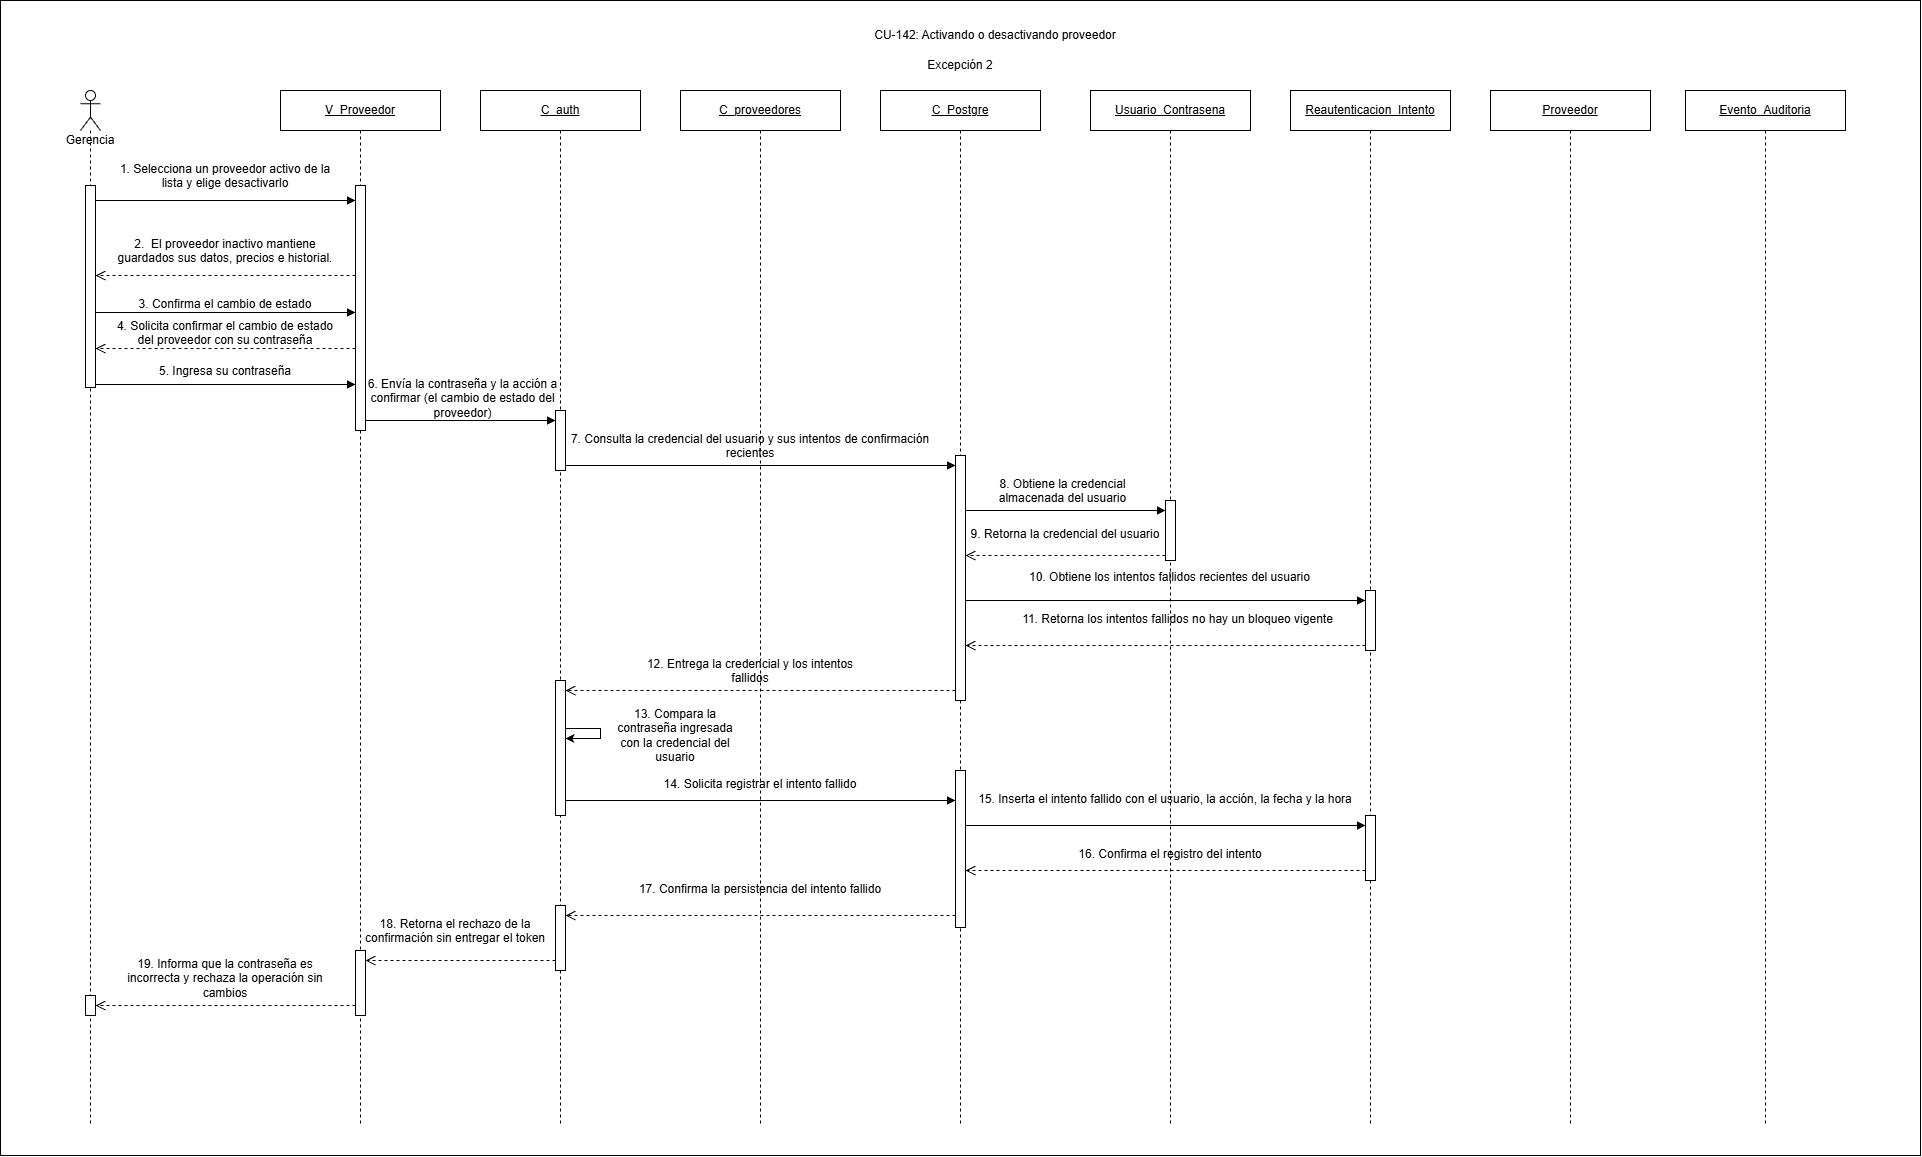 CU-142: Activando o desactivando proveedor
Excepción 2
Gerencia
V_Proveedor
C_auth
C_proveedores
C_Postgre
Usuario_Contrasena
Reautenticacion_Intento
Proveedor
Evento_Auditoria
1. Selecciona un proveedor activo de la
lista y elige desactivarlo
2.  El proveedor inactivo mantiene
guardados sus datos, precios e historial.
3. Confirma el cambio de estado
4. Solicita confirmar el cambio de estado
del proveedor con su contraseña
5. Ingresa su contraseña
6. Envía la contraseña y la acción a
confirmar (el cambio de estado del
proveedor)
7. Consulta la credencial del usuario y sus intentos de confirmación
recientes
8. Obtiene la credencial
almacenada del usuario
9. Retorna la credencial del usuario
10. Obtiene los intentos fallidos recientes del usuario
11. Retorna los intentos fallidos no hay un bloqueo vigente
12. Entrega la credencial y los intentos
fallidos
13. Compara la
contraseña ingresada
con la credencial del
usuario
14. Solicita registrar el intento fallido
15. Inserta el intento fallido con el usuario, la acción, la fecha y la hora
16. Confirma el registro del intento
17. Confirma la persistencia del intento fallido
18. Retorna el rechazo de la
confirmación sin entregar el token
19. Informa que la contraseña es
incorrecta y rechaza la operación sin
cambios